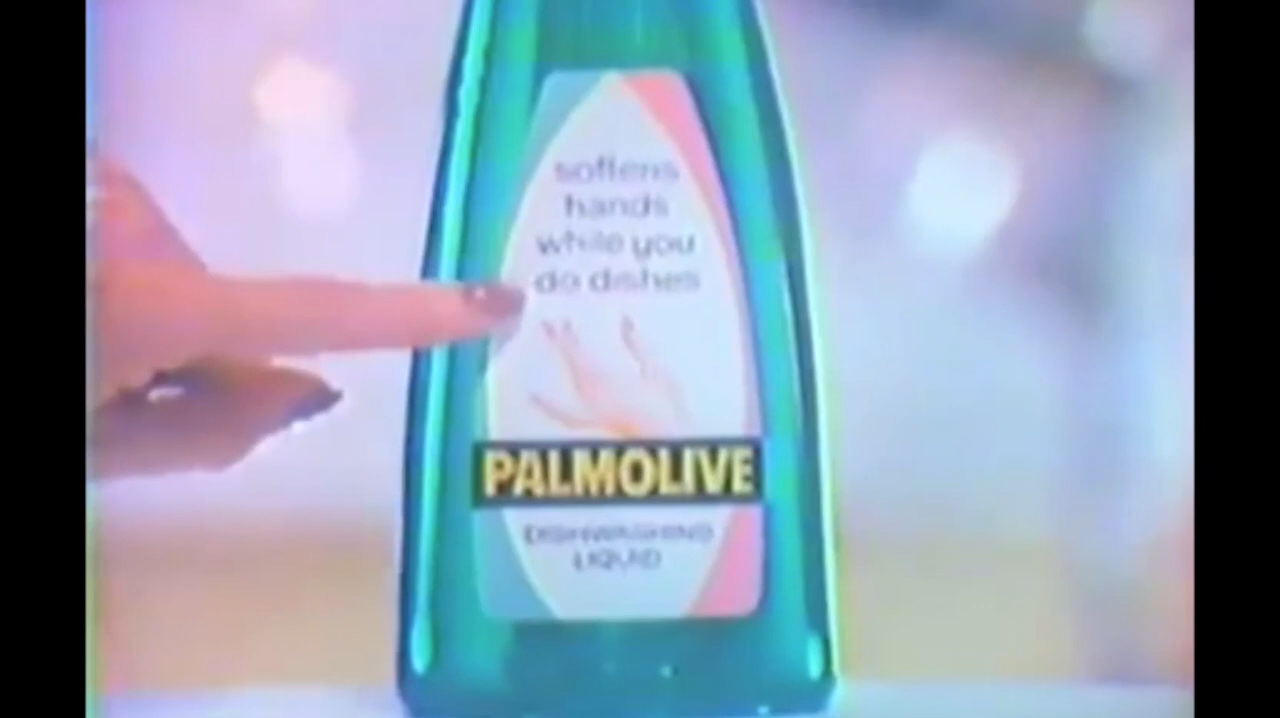 softens
hands
while you
do dishes
PALMOLIVE
DISHWASHING
LIQUID